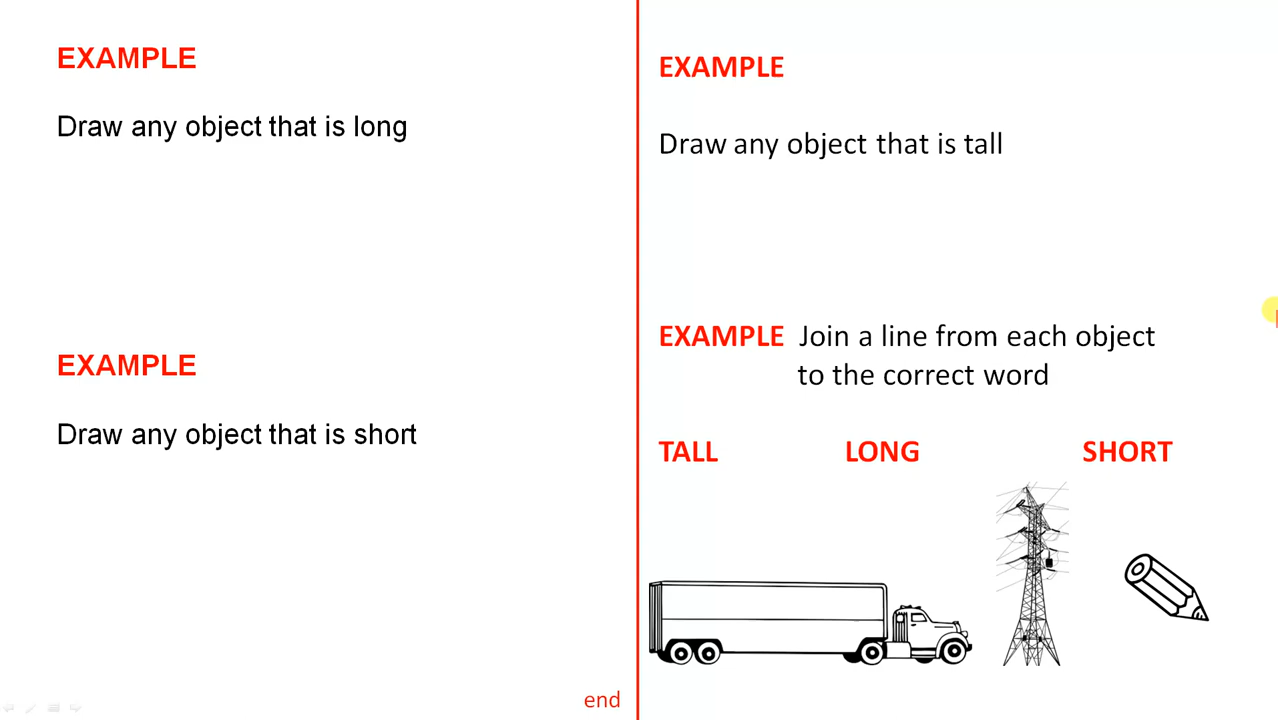 EXAMPLE
Draw any object that is long
EXAMPLE
Draw any object that is short
end
EXAMPLE
Draw any object that is tall
EXAMPLE Join a line from each object
to the correct word
TALL LONG SHORT